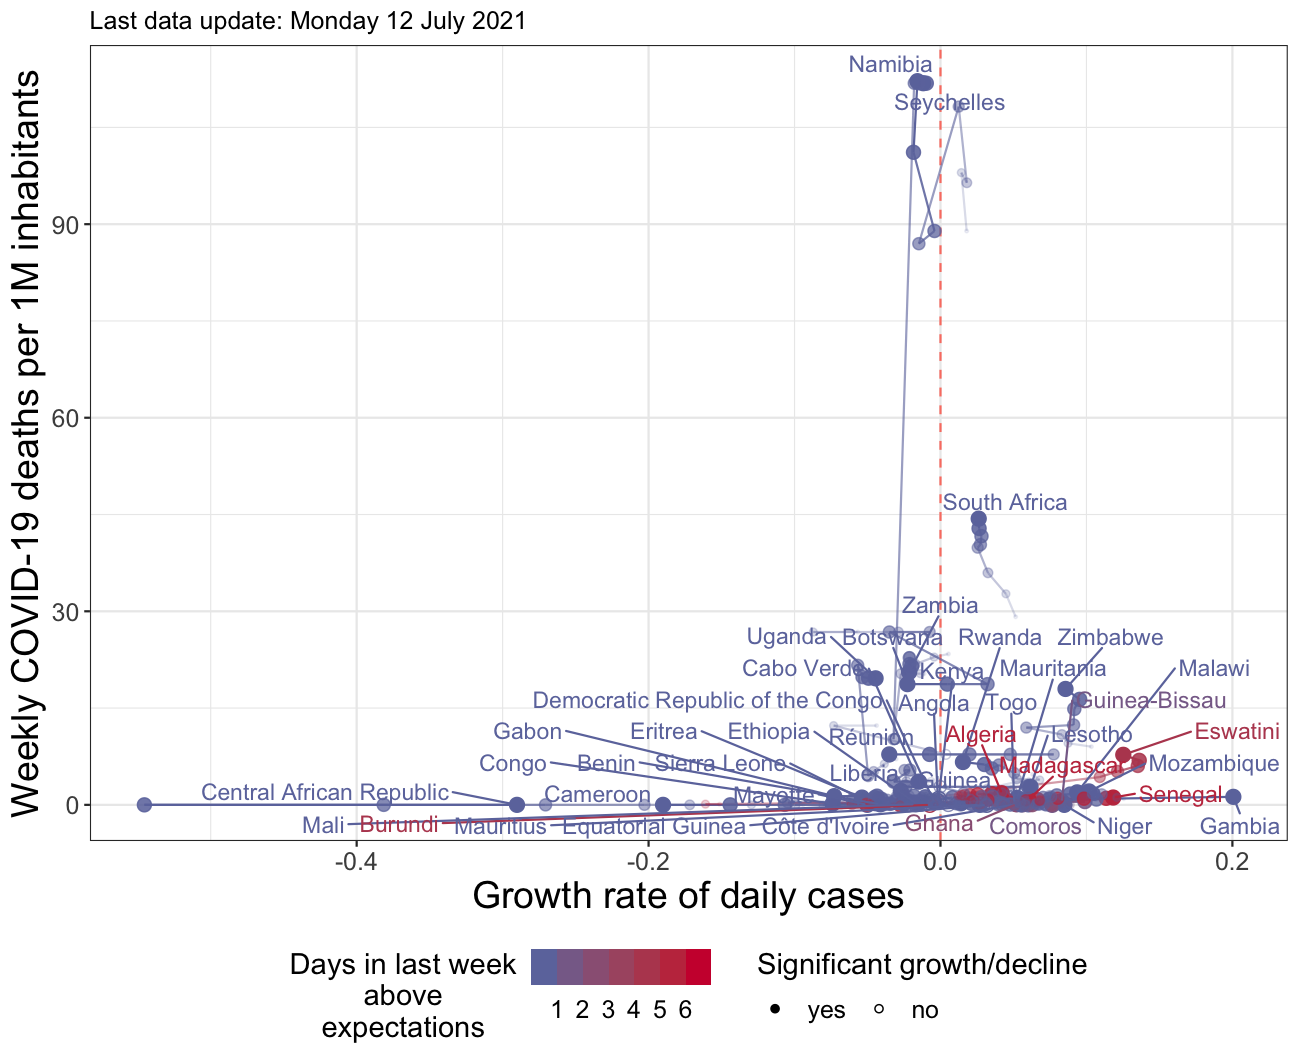 Last data update: Monday 12 July 2021
Weekly COVID-19 deaths per 1M inhabitants
90
60
30
0
Namibia
Seychelles
South Africa
Zambia
Uganda Botswana Rwanda Zimbabwe
Cabo Verde Kenya Mauritania Malawi
Democratic Republic of the Congo Angola Togo Guinea-Bissau
Gabon Eritrea Ethiopia Réunion Algeria Lesotho Eswatini
Congo Benin Sierra Leone Liberia Guinea Madagascar Mozambique
Central African Republic Cameroon Mayotte Senegal
Mali Burundi Mauritius Equatorial Guinea Côte d'Ivoire Ghana Comoros Niger Gambia
-0.4 -0.2 0.0 0.2
Growth rate of daily cases
Days in last week
above
expectations
1 2 3 4 5 6
Significant growth/decline
yes no